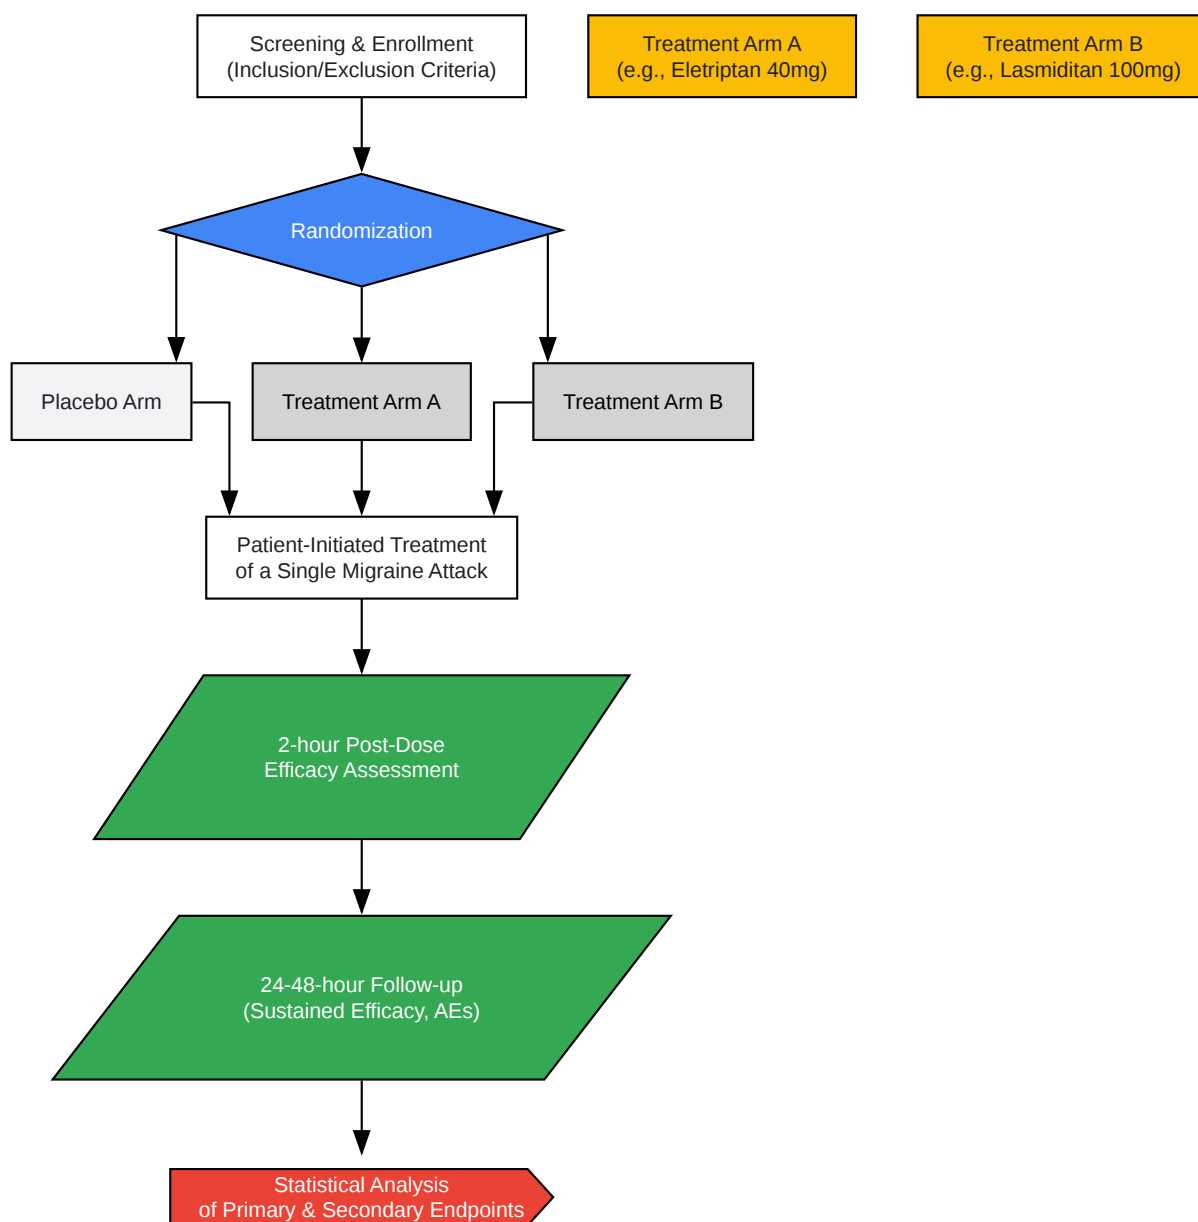 Screening & Enrollment
(Inclusion/Exclusion Criteria)
Treatment Arm A
(e.g., Eletriptan 40mg)
Treatment Arm B
(e.g., Lasmiditan 100mg)
Randomization
Placebo Arm
Treatment Arm A
Treatment Arm B
Patient-Initiated Treatment
of a Single Migraine Attack
2-hour Post-Dose
Efficacy Assessment
24-48-hour Follow-up
(Sustained Efficacy, AEs)
Statistical Analysis
of Primary & Secondary Endpoints